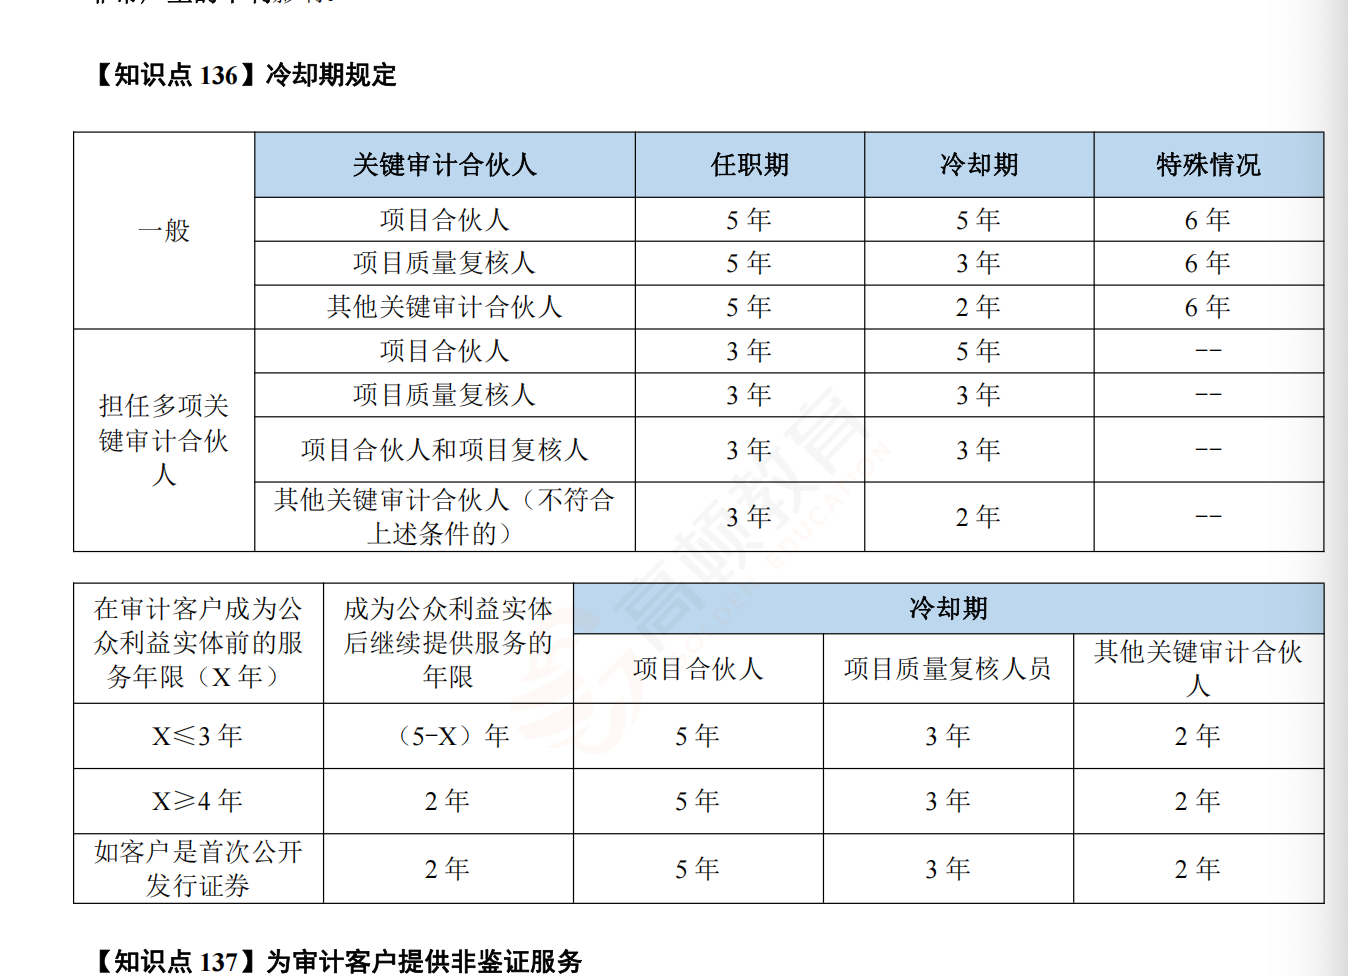 【知识点 136】冷却期规定
一般
关键审计合伙人 任职期 冷却期 特殊情况
项目合伙人 5 年 5 年 6 年
项目质量复核人 5 年 3 年 6 年
其他关键审计合伙人 5 年 2 年 6 年
担任多项关
键审计合伙
人
项目合伙人 3 年 5 年 --
项目质量复核人 3 年 3 年 --
项目合伙人和项目复核人 3 年 3 年 --
其他关键审计合伙人（不符合
上述条件的）
3 年 2 年 --
在审计客户成为公
众利益实体前的服
务年限（X 年）
成为公众利益实体
后继续提供服务的
年限
冷却期
项目合伙人 项目质量复核人员
其他关键审计合伙
人
X≤3 年 （5-X）年 5 年 3 年 2 年
X≥4 年 2 年 5 年 3 年 2 年
如客户是首次公开
发行证券
2 年 5 年 3 年 2 年
【知识点 137】为审计客户提供非鉴证服务
高顿教育
GOLDEN EDUCATION